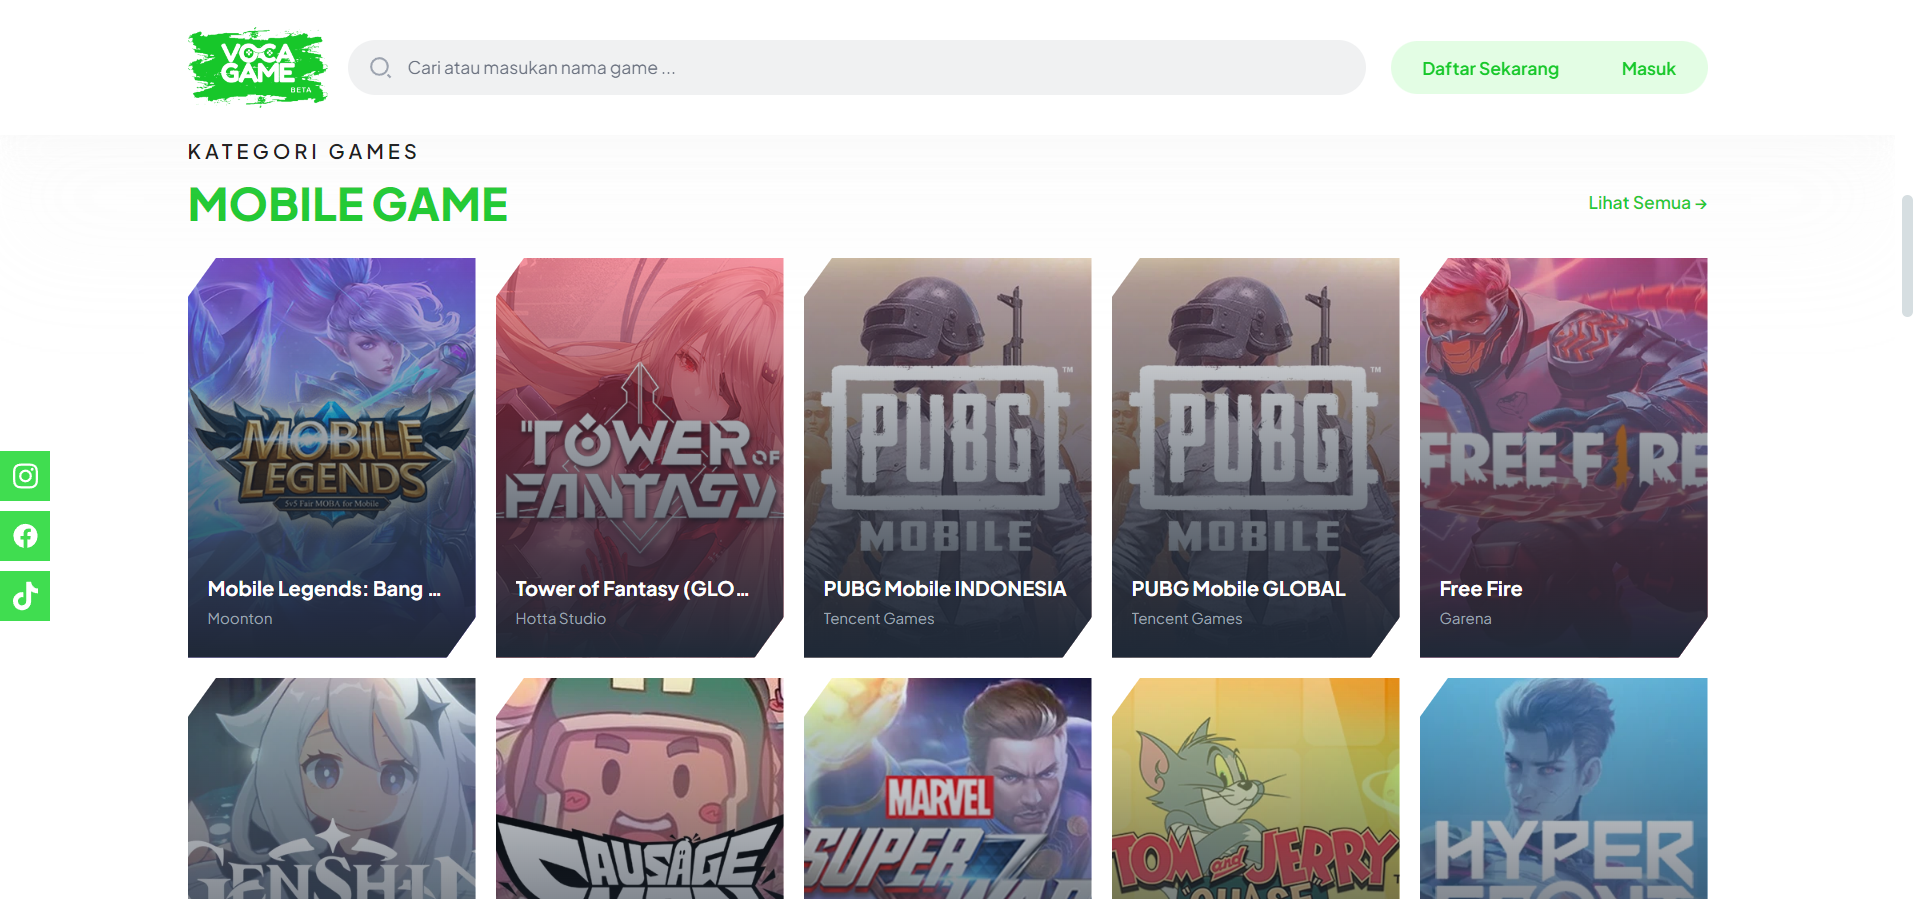 VOCA
GAME
BETA
Cari atau masukan nama game ...
Daftar Sekarang
Masuk
KATEGORI GAMES
MOBILE GAME
Lihat Semua →
MOBILE
LEGENDS
5v5 Fair MOBA for Mobile
Mobile Legends: Bang ...
Moonton
TOWER OF
FANTASY
Tower of Fantasy (GLO...
Hotta Studio
PUBG ™
MOBILE
PUBG Mobile INDONESIA
Tencent Games
PUBG ™
MOBILE
PUBG Mobile GLOBAL
Tencent Games
FREE FIRE
Free Fire
Garena
GENSHIN
SAUSAGE
MARVEL
SUPER
WAR
TOM and JERRY
CHASE
HYPER
FRONT